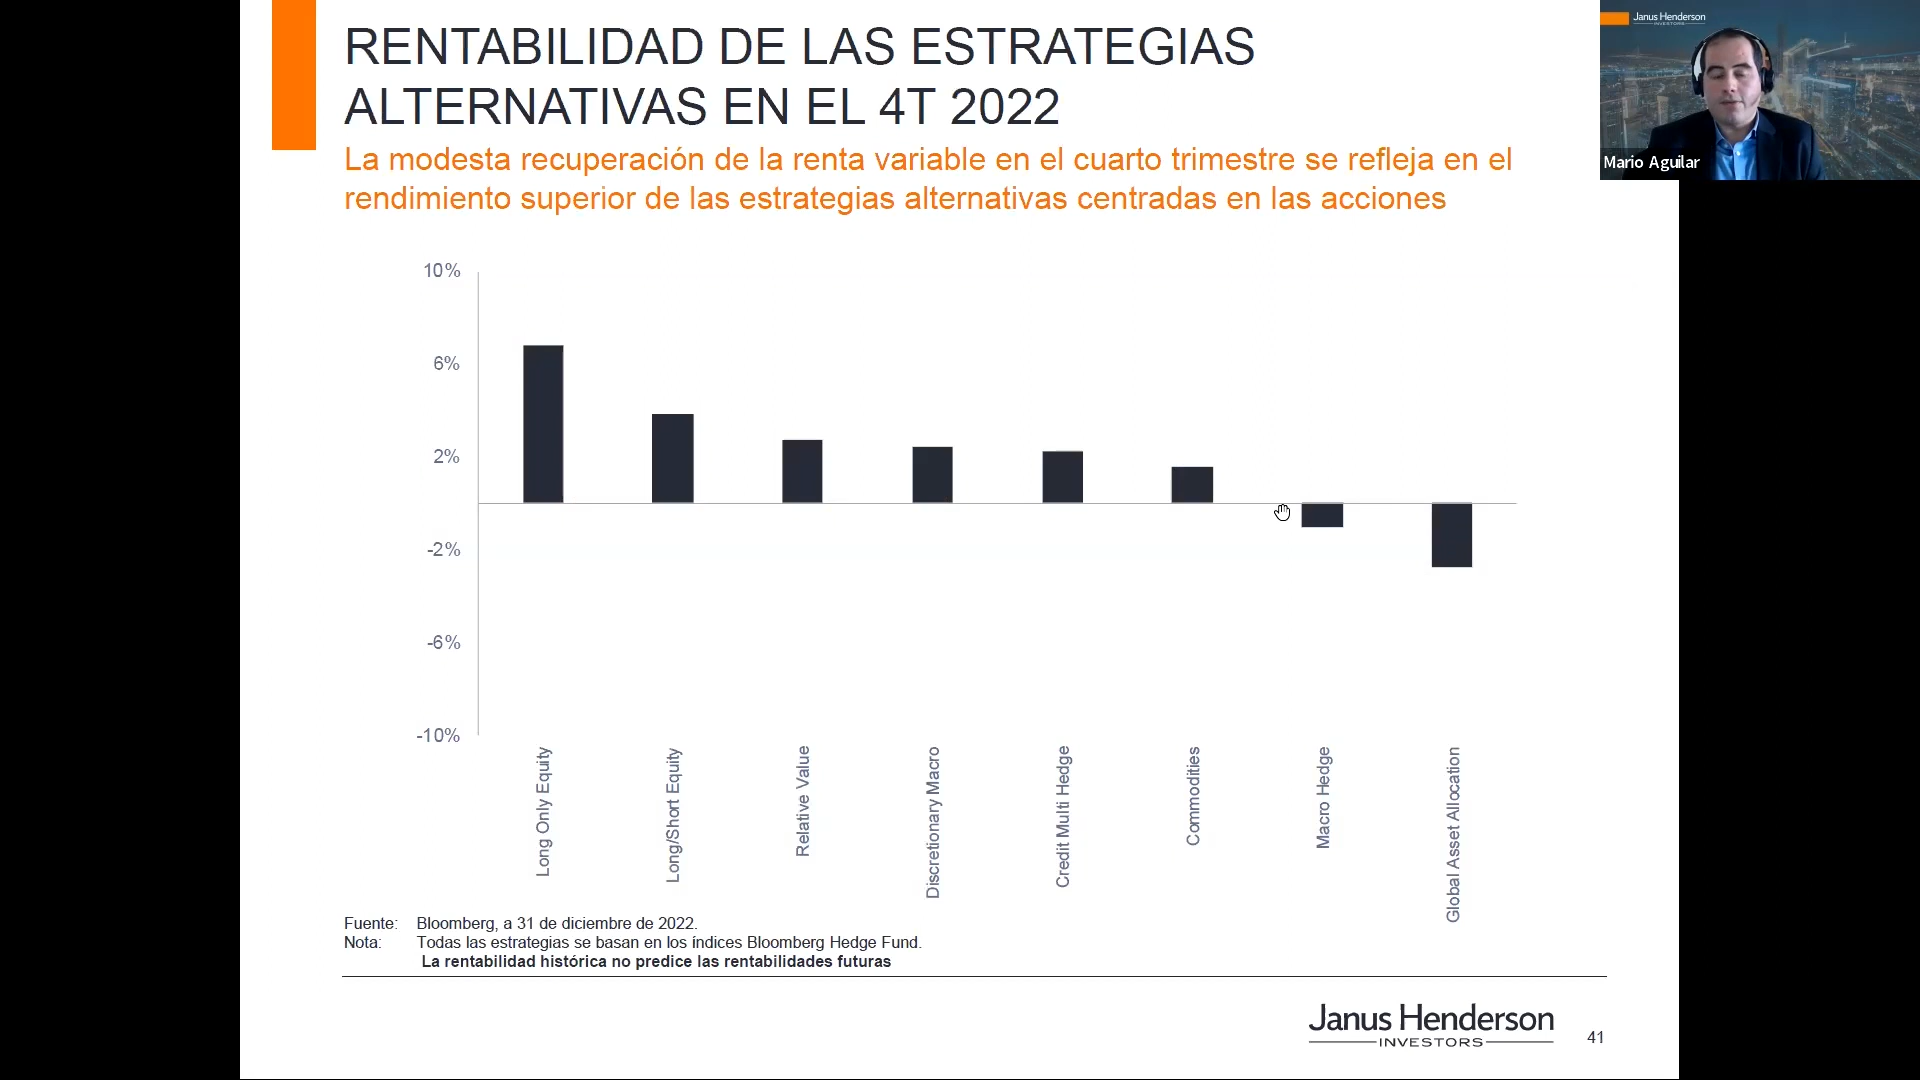 RENTABILIDAD DE LAS ESTRATEGIAS
ALTERNATIVAS EN EL 4T 2022
La modesta recuperación de la renta variable en el cuarto trimestre se refleja en el
rendimiento superior de las estrategias alternativas centradas en las acciones
Janus Henderson
INVESTORS
Mario Aguilar
10%
6%
2%
-2%
-6%
-10%
Long Only Equity
Long/Short Equity
Relative Value
Discretionary Macro
Credit Multi Hedge
Commodities
Macro Hedge
Global Asset Allocation
Fuente: Bloomberg, a 31 de diciembre de 2022.
Nota: Todas las estrategias se basan en los índices Bloomberg Hedge Fund.
La rentabilidad histórica no predice las rentabilidades futuras
Janus Henderson
INVESTORS
41